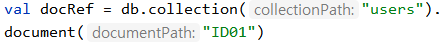 val docRef = db.collection( collectionPath: "users").
document( documentPath: "ID01")